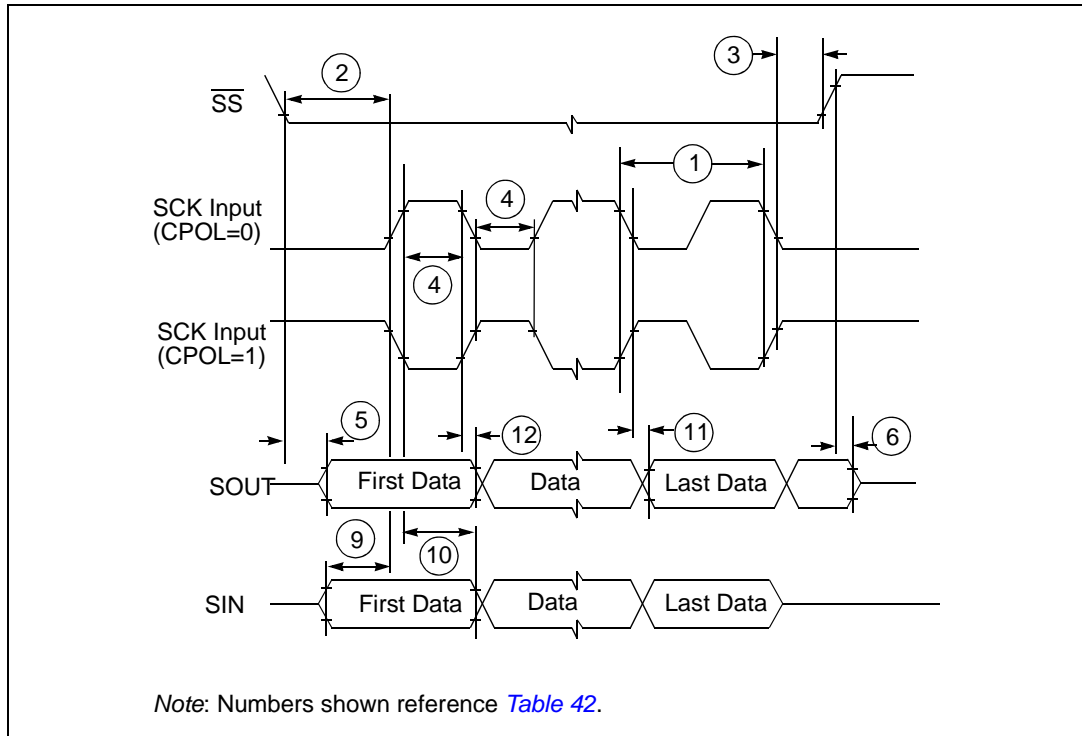 3
2
SS
1
SCK Input
(CPOL=0)
4
4
SCK Input
(CPOL=1)
5
12
11
6
SOUT
First Data
Data
Last Data
9
10
SIN
First Data
Data
Last Data
Note: Numbers shown reference Table 42.